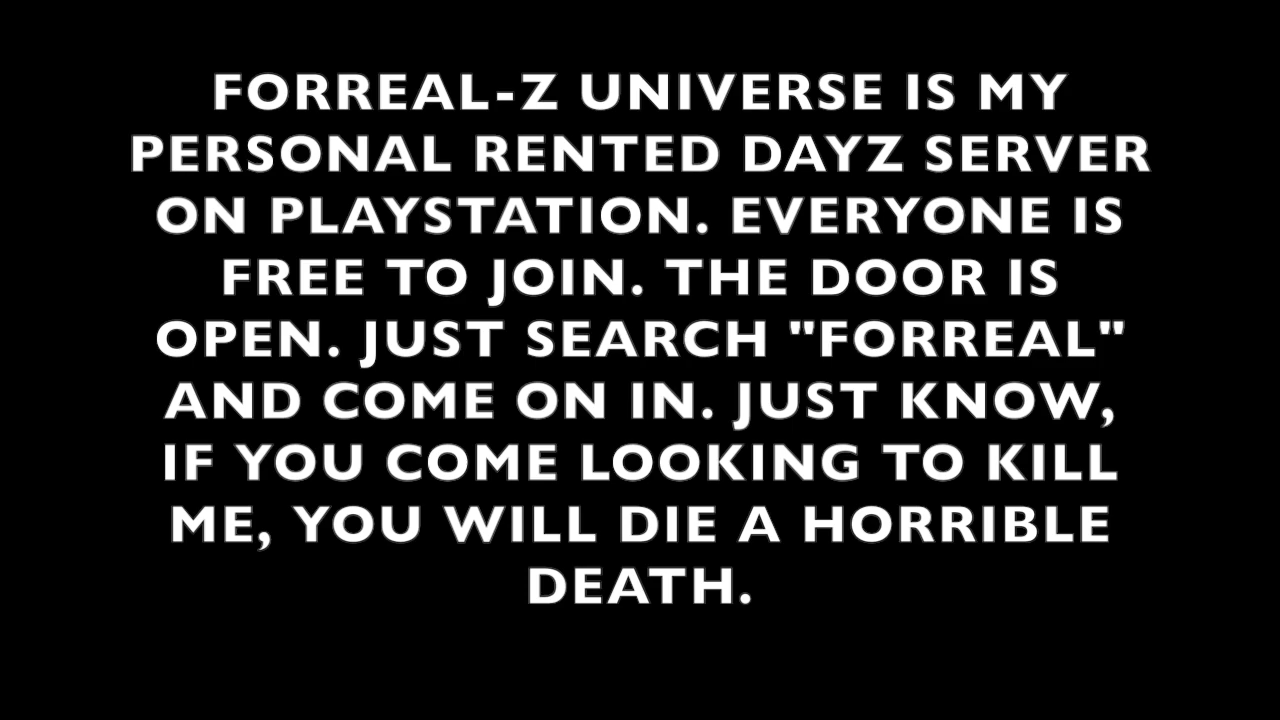 FORREAL-Z UNIVERSE IS MY
PERSONAL RENTED DAYZ SERVER
ON PLAYSTATION. EVERYONE IS
FREE TO JOIN. THE DOOR IS
OPEN. JUST SEARCH "FORREAL"
AND COME ON IN. JUST KNOW,
IF YOU COME LOOKING TO KILL
ME, YOU WILL DIE A HORRIBLE
DEATH.